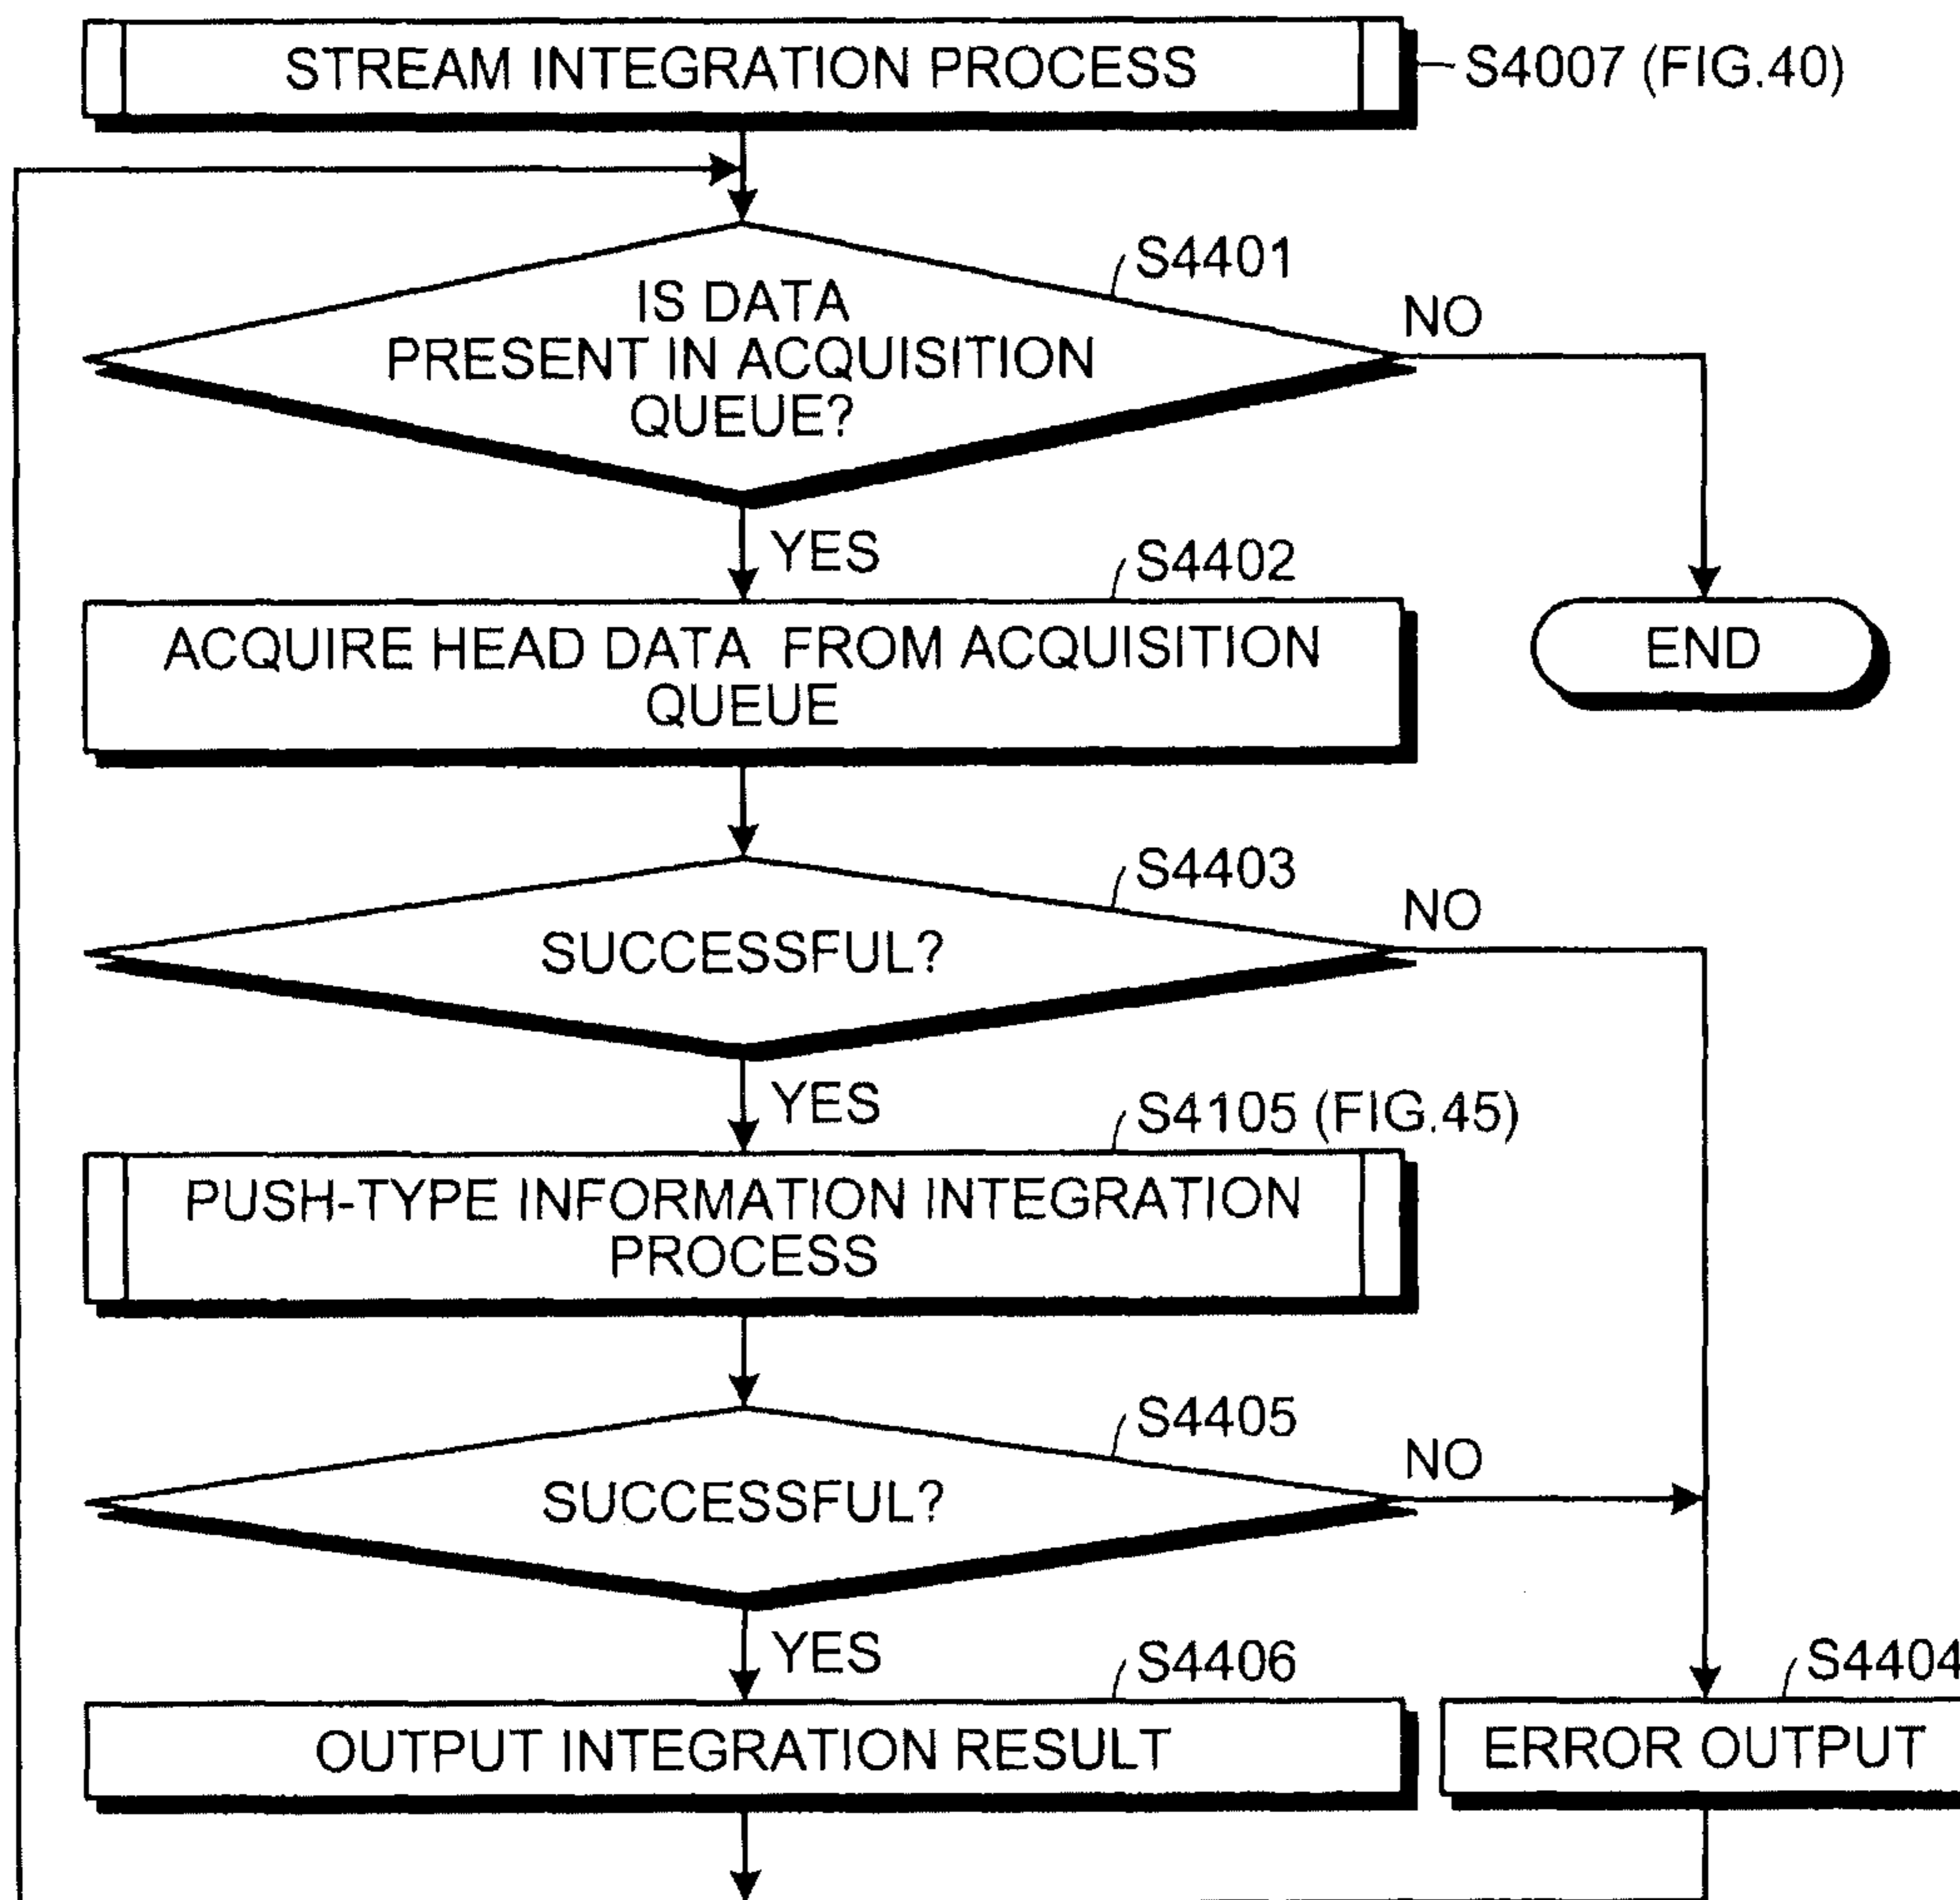 STREAM INTEGRATION PROCESS
S4007 (FIG.40)
S4401
IS DATA
PRESENT IN ACQUISITION
QUEUE?
NO
YES
S4402
ACQUIRE HEAD DATA FROM ACQUISITION
QUEUE
END
S4403
SUCCESSFUL?
NO
YES
S4105 (FIG.45)
PUSH-TYPE INFORMATION INTEGRATION
PROCESS
S4405
SUCCESSFUL?
NO
YES
S4406
OUTPUT INTEGRATION RESULT
S4404
ERROR OUTPUT